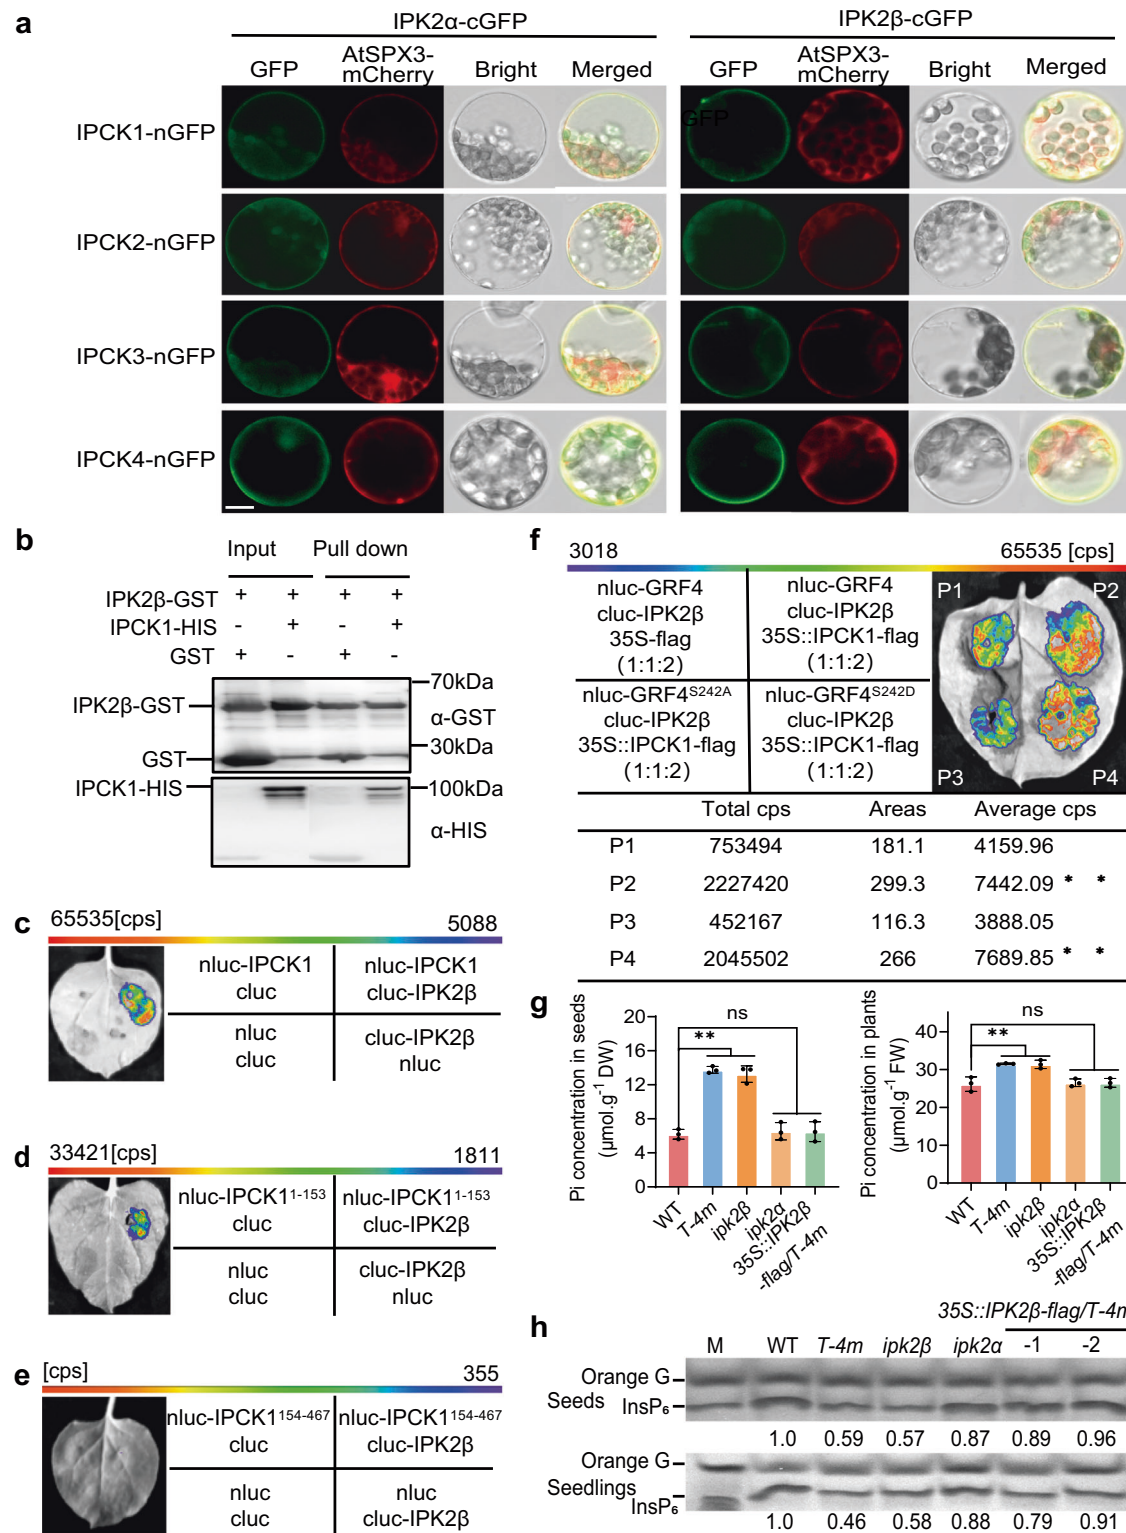 a
IPK2α-cGFP
IPK2β-cGFP
GFP
AtSPX3-
mCherry
Bright
Merged
GFP
AtSPX3-
mCherry
Bright
Merged
IPCK1-nGFP
GFP
IPCK2-nGFP
IPCK3-nGFP
IPCK4-nGFP
b
Input
Pull down
IPK2β-GST + + + +
IPCK1-HIS - + - +
GST + - + -
70kDa
IPK2β-GST
α-GST
30kDa
GST
IPCK1-HIS
100kDa
α-HIS
c
65535[cps]
5088
nluc-IPCK1
cluc
nluc-IPCK1
cluc-IPK2β
nluc
cluc
cluc-IPK2β
nluc
d
33421[cps]
1811
nluc-IPCK1¹⁻¹⁵³
cluc
nluc-IPCK1¹⁻¹⁵³
cluc-IPK2β
nluc
cluc
cluc-IPK2β
nluc
e
[cps]
355
nluc-IPCK1¹⁵⁴⁻⁴⁶⁷
cluc
nluc-IPCK1¹⁵⁴⁻⁴⁶⁷
cluc-IPK2β
nluc
cluc
nluc
cluc-IPK2β
f
3018
65535 [cps]
nluc-GRF4
cluc-IPK2β
35S-flag
(1:1:2)
nluc-GRF4
cluc-IPK2β
35S::IPCK1-flag
(1:1:2)
nluc-GRF4ˢ²⁴²ᴬ
cluc-IPK2β
35S::IPCK1-flag
(1:1:2)
nluc-GRF4ˢ²⁴²ᴰ
cluc-IPK2β
35S::IPCK1-flag
(1:1:2)
P1
P2
P3
P4
Total cps Areas Average cps
P1 753494 181.1 4159.96
P2 2227420 299.3 7442.09 * *
P3 452167 116.3 3888.05
P4 2045502 266 7689.85 * *
g
Pi concentration in seeds
(μmol.g⁻¹ DW)
20
16
12
8
4
0
ns
**
WT
T-4m
ipk2β
ipk2α
35S::IPK2β
-flag/T-4m
Pi concentration in plants
(μmol.g⁻¹ FW)
40
30
20
10
0
ns
**
WT
T-4m
ipk2β
ipk2α
35S::IPK2β
-flag/T-4m
h
35S::IPK2β-flag/T-4m
M WT T-4m ipk2β ipk2α -1 -2
Orange G
Seeds
InsP₆
1.0 0.59 0.57 0.87 0.89 0.96
Orange G
Seedlings
InsP₆
1.0 0.46 0.58 0.88 0.79 0.91